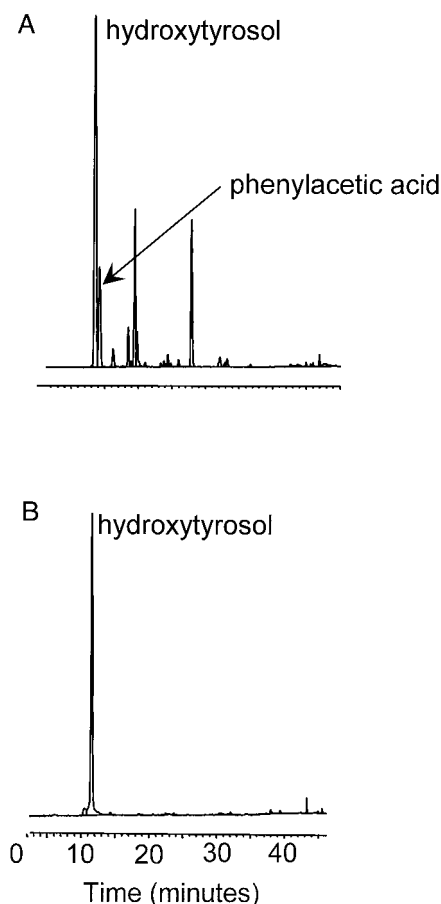 A
hydroxytyrosol
phenylacetic acid
B
hydroxytyrosol
0 10 20 30 40
Time (minutes)